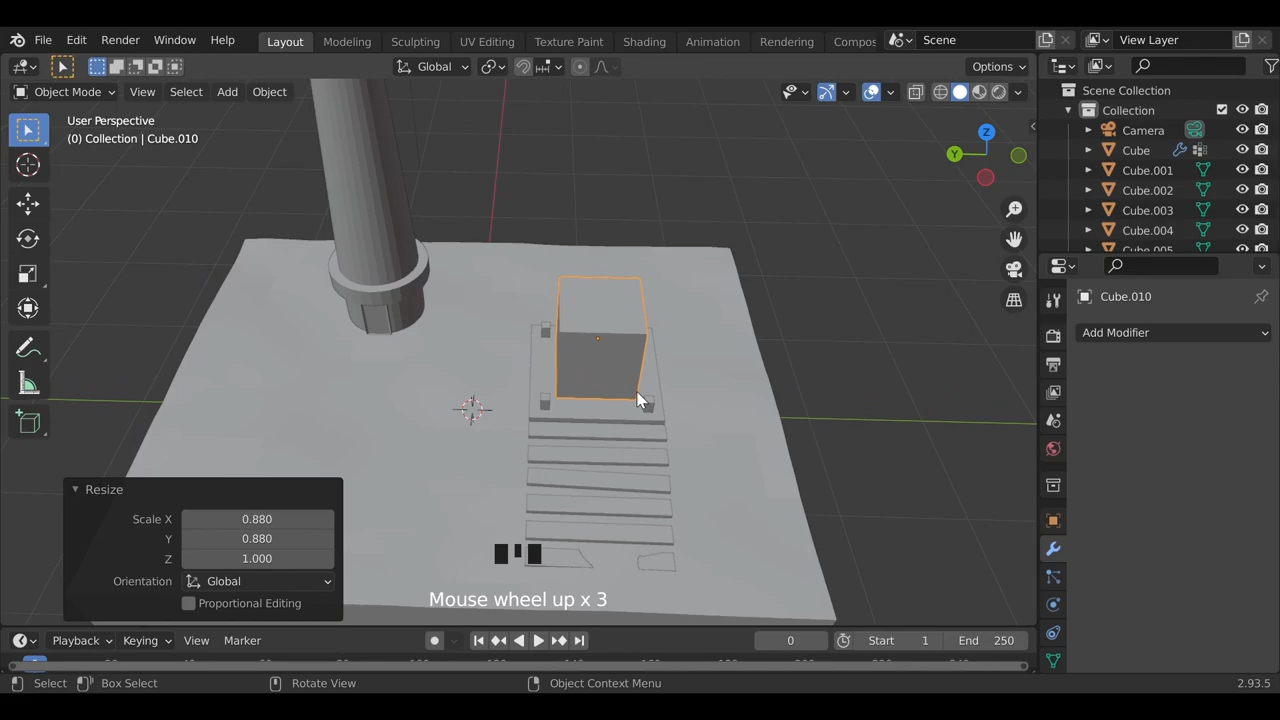 File Edit Render Window Help Layout Modeling Sculpting UV Editing Texture Paint Shading Animation Rendering Compos Scene View Layer
Global Options
Object Mode View Select Add Object
User Perspective
(0) Collection | Cube.010
Z
Y
Scene Collection
Collection
Camera
Cube
Cube.001
Cube.002
Cube.003
Cube.004
Cube.005
Cube.010
Add Modifier
Resize
Scale X 0.880
Y 0.880
Z 1.000
Orientation Global
Proportional Editing
Mouse wheel up x 3
Playback Keying View Marker 0 Start 1 End 250
Select Box Select Rotate View Object Context Menu 2.93.5